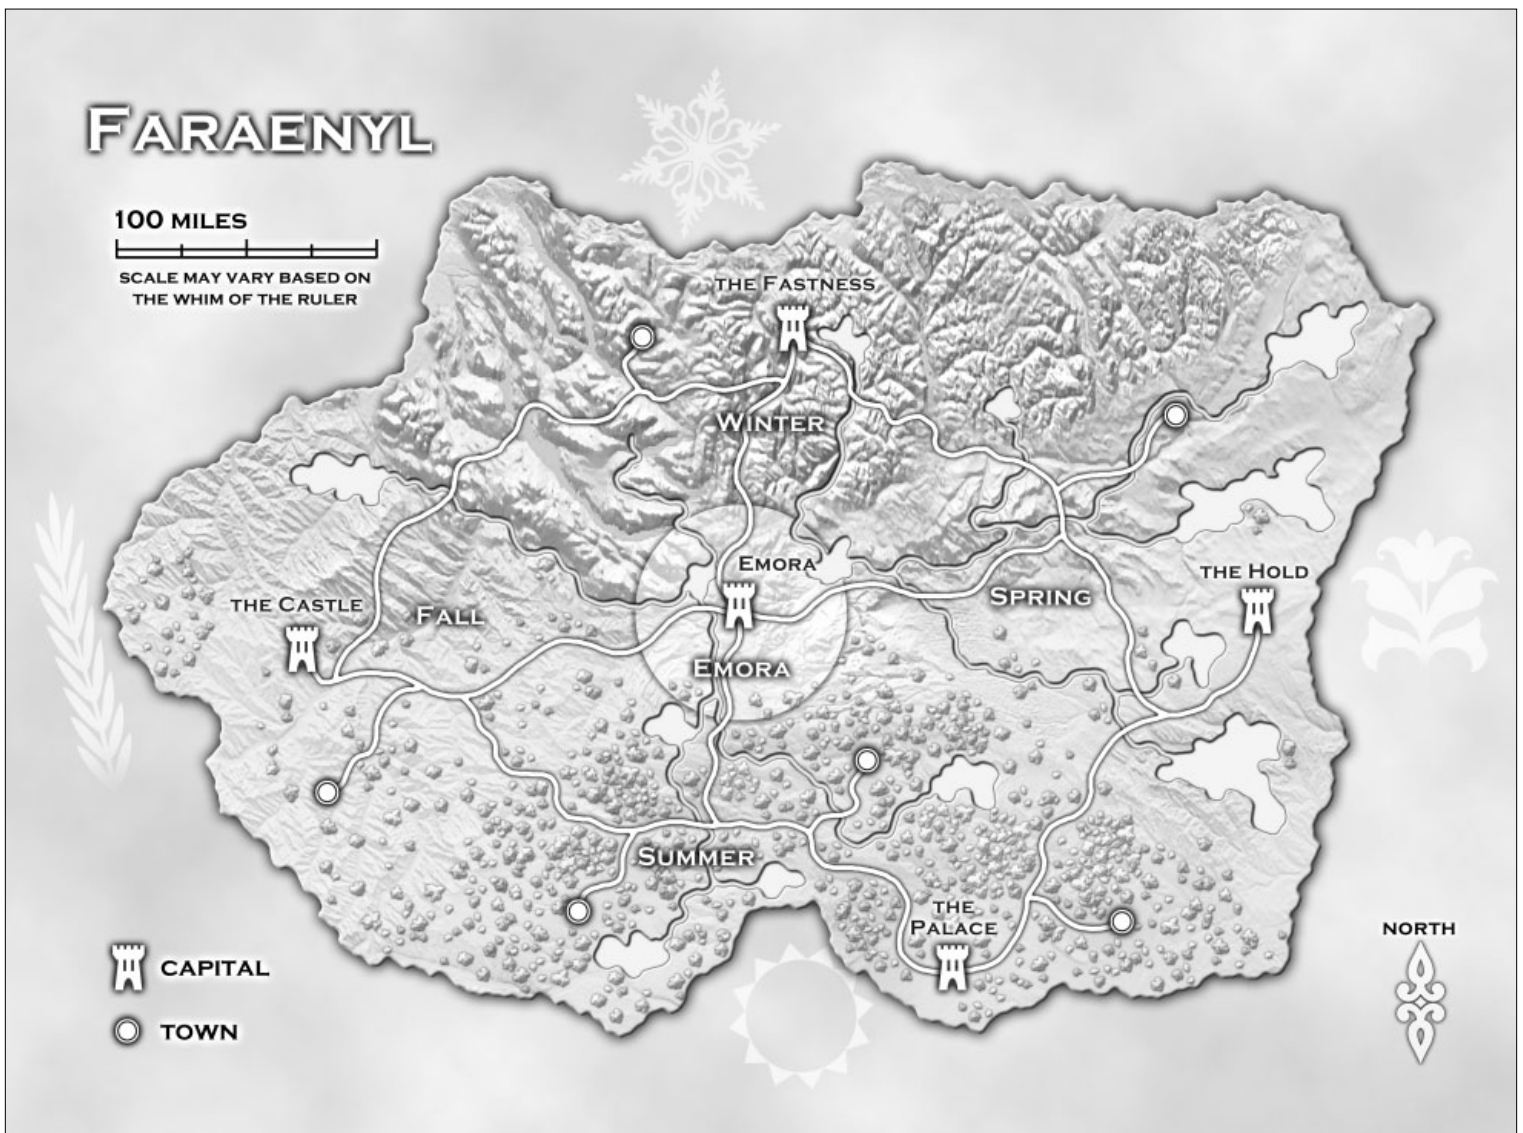 FARAENYL
100 MILES
SCALE MAY VARY BASED ON
THE WHIM OF THE RULER
THE FASTNESS
WINTER
EMORA
THE HOLD
SPRING
THE CASTLE
FALL
EMORA
SUMMER
THE
PALACE
NORTH
CAPITAL
TOWN